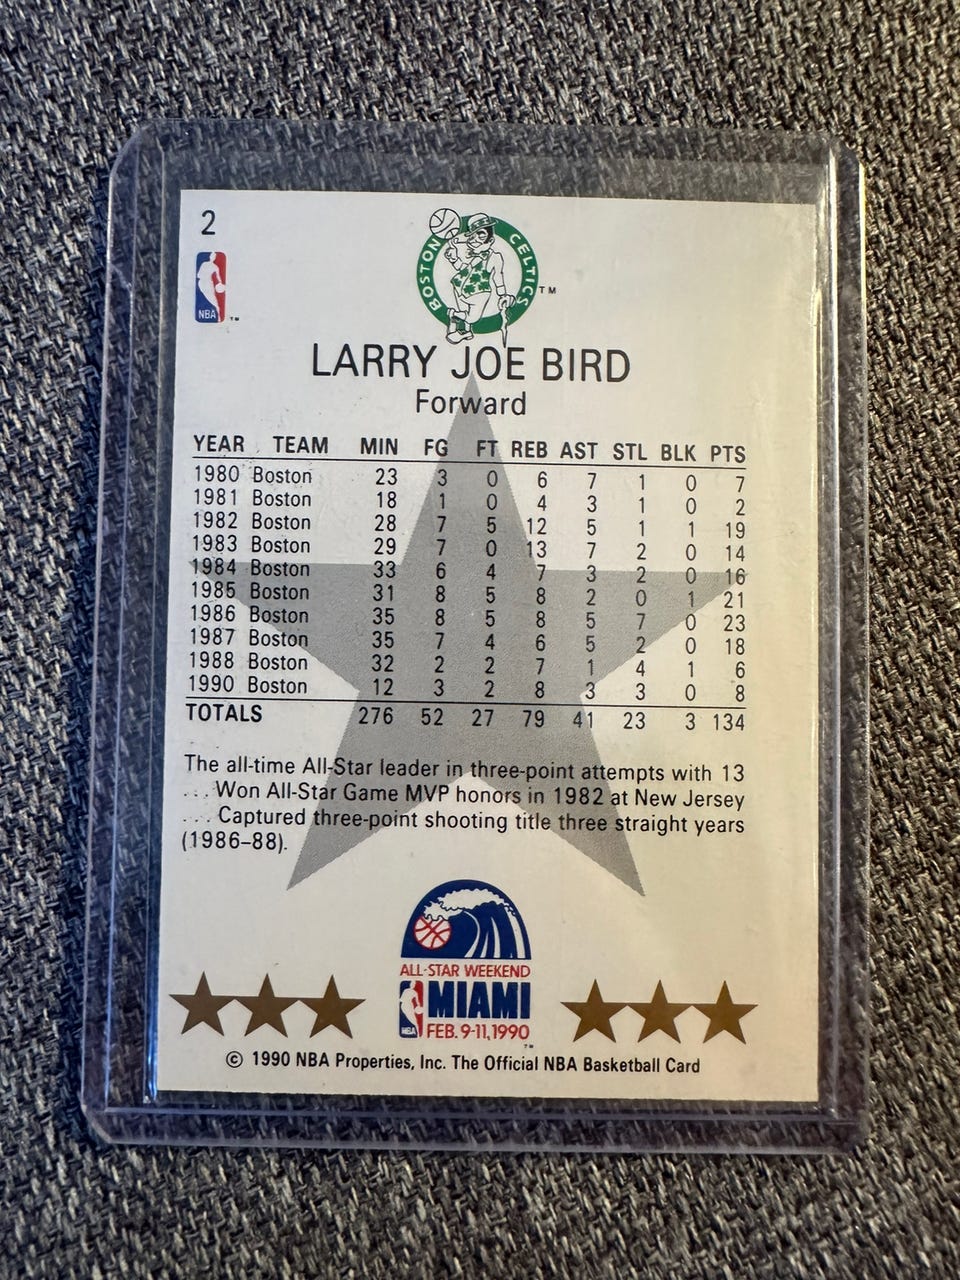 2
BOSTON CELTICS TM
NBA TM
LARRY JOE BIRD
Forward
YEAR TEAM MIN FG FT REB AST STL BLK PTS
1980 Boston 23 3 0 6 7 1 0 7
1981 Boston 18 1 0 4 3 1 0 2
1982 Boston 28 7 5 12 5 1 1 19
1983 Boston 29 7 0 13 7 2 0 14
1984 Boston 33 6 4 7 3 2 0 16
1985 Boston 31 8 5 8 2 0 1 21
1986 Boston 35 8 5 8 5 7 0 23
1987 Boston 35 7 4 6 5 2 0 18
1988 Boston 32 2 2 7 1 4 1 6
1990 Boston 12 3 2 8 3 3 0 8
TOTALS 276 52 27 79 41 23 3 134
The all-time All-Star leader in three-point attempts with 13
... Won All-Star Game MVP honors in 1982 at New Jersey
.... Captured three-point shooting title three straight years
(1986–88).
ALL-STAR WEEKEND
NBA MIAMI
FEB. 9-11, 1990
TM
© 1990 NBA Properties, Inc. The Official NBA Basketball Card